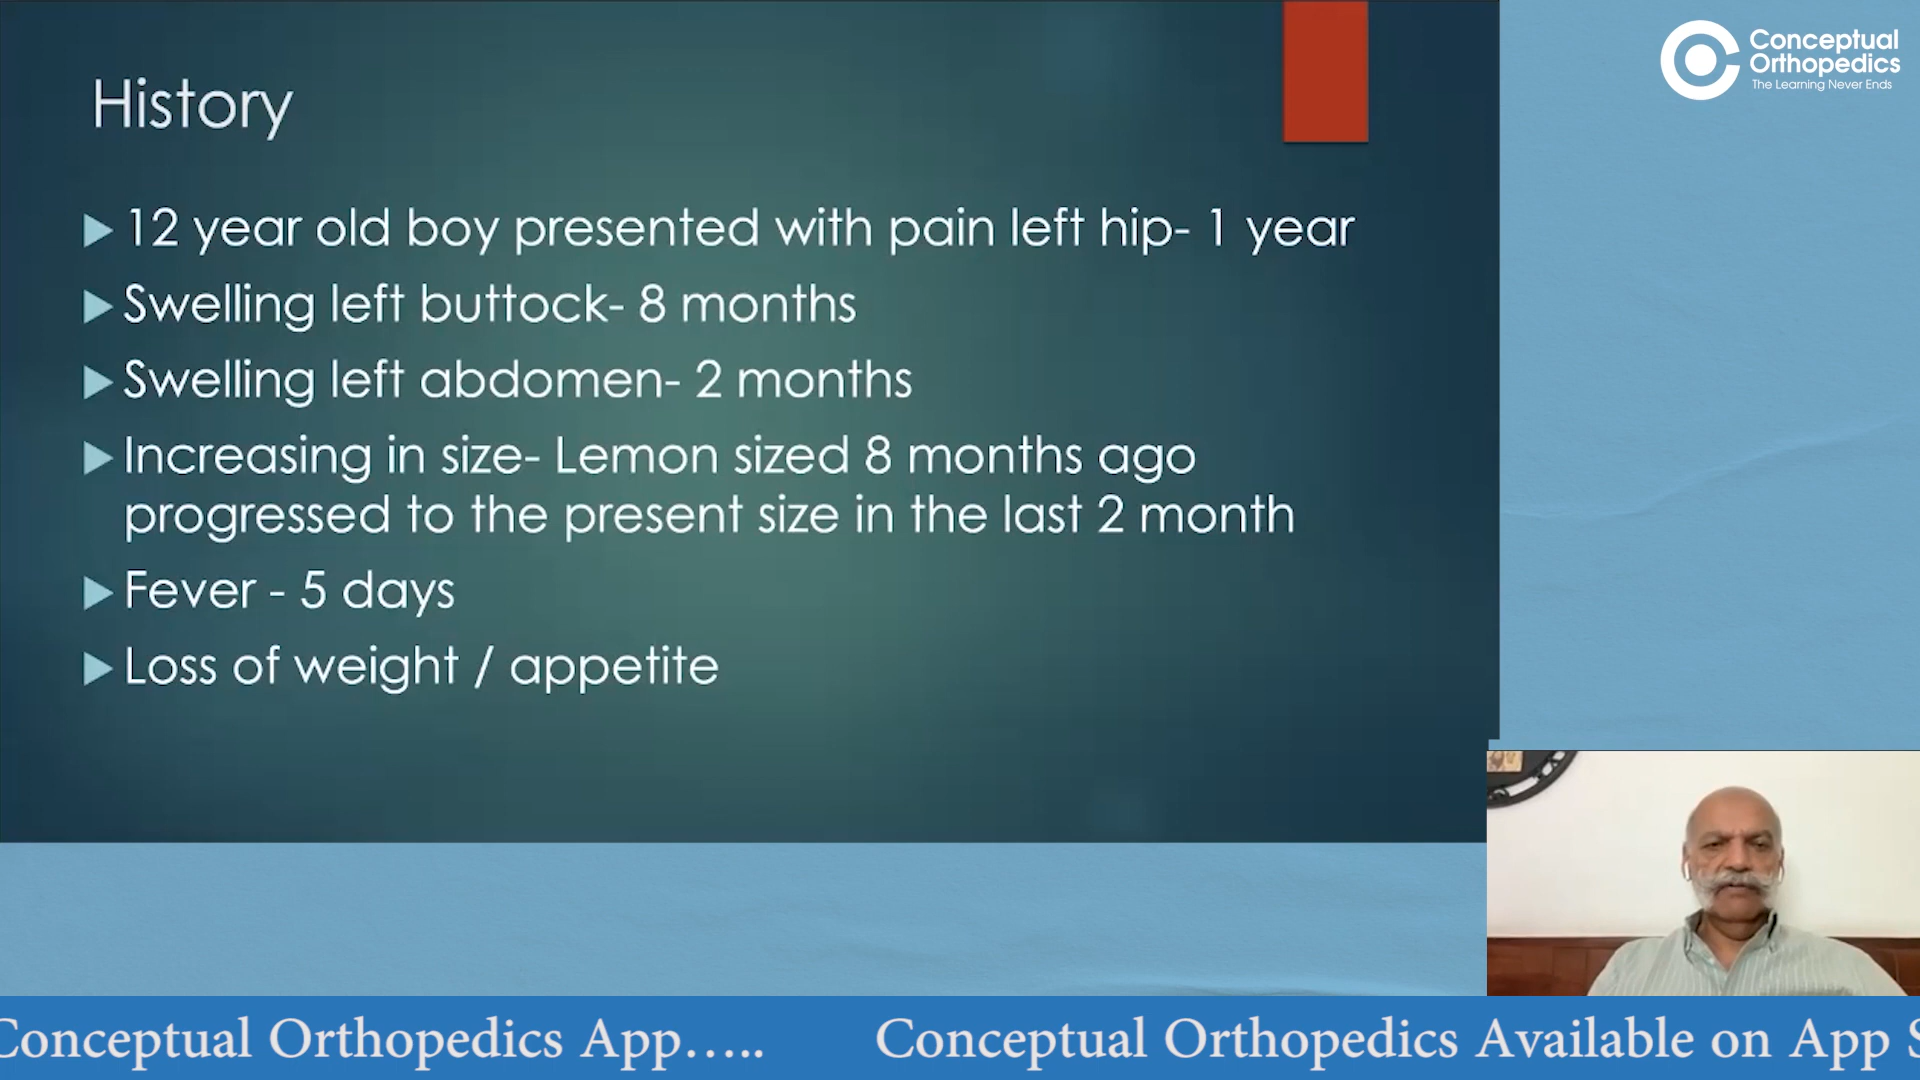 History
12 year old boy presented with pain left hip- 1 year
Swelling left buttock- 8 months
Swelling left abdomen- 2 months
Increasing in size- Lemon sized 8 months ago
progressed to the present size in the last 2 month
Fever - 5 days
Loss of weight / appetite
Conceptual
Orthopedics
The Learning Never Ends
Conceptual Orthopedics App..... Conceptual Orthopedics Available on App S